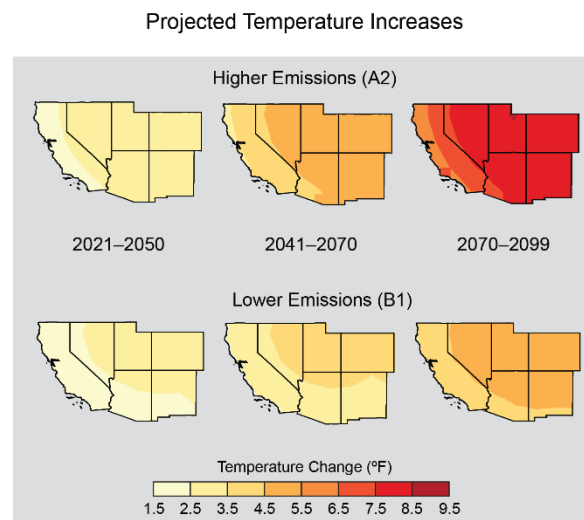 Projected Temperature Increases
Higher Emissions (A2)
2021–2050 2041–2070 2070–2099
Lower Emissions (B1)
Temperature Change (ºF)
1.5 2.5 3.5 4.5 5.5 6.5 7.5 8.5 9.5